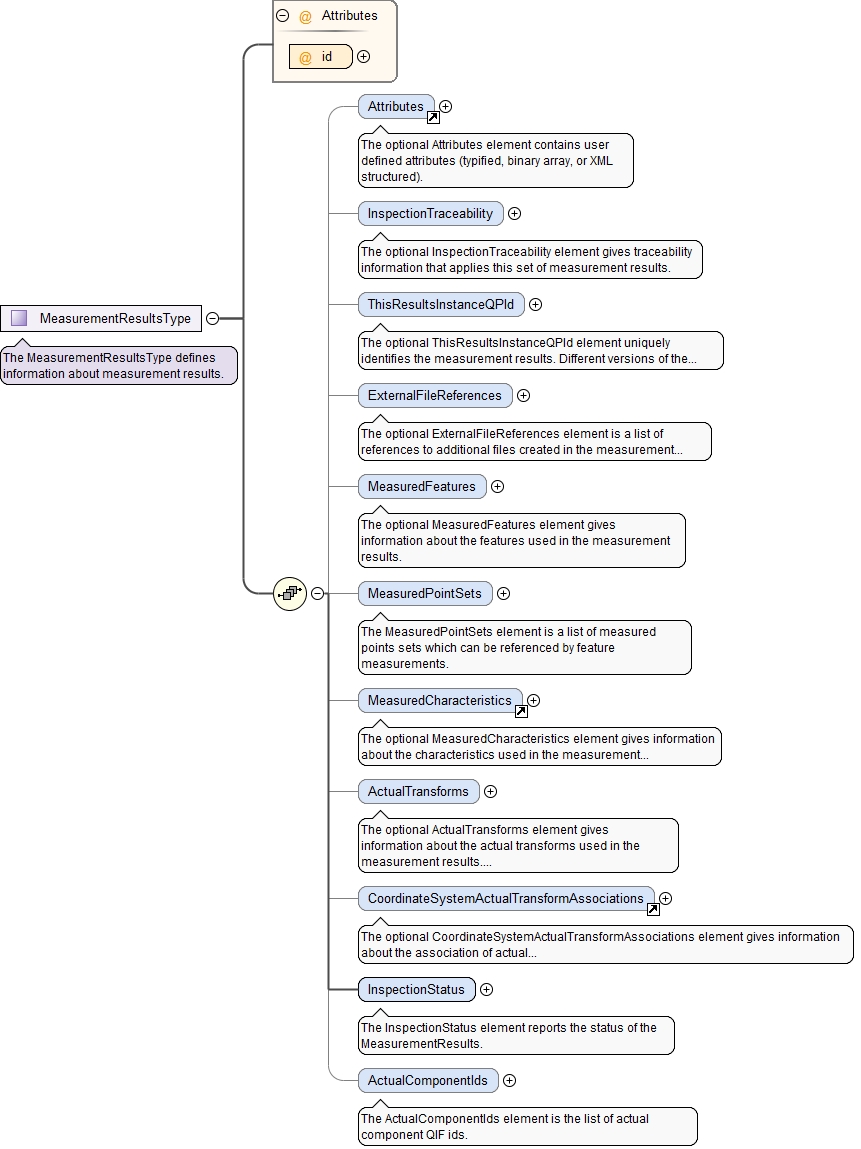 @ Attributes
@ id
Attributes
The optional Attributes element contains user
defined attributes (typified, binary array, or XML
structured).
InspectionTraceability
The optional InspectionTraceability element gives traceability
information that applies this set of measurement results.
MeasurementResultsType
The MeasurementResultsType defines
information about measurement results.
ThisResultsInstanceQPId
The optional ThisResultsInstanceQPId element uniquely
identifies the measurement results. Different versions of the...
ExternalFileReferences
The optional ExternalFileReferences element is a list of
references to additional files created in the measurement...
MeasuredFeatures
The optional MeasuredFeatures element gives
information about the features used in the measurement
results.
MeasuredPointSets
The MeasuredPointSets element is a list of measured
points sets which can be referenced by feature
measurements.
MeasuredCharacteristics
The optional MeasuredCharacteristics element gives information
about the characteristics used in the measurement...
ActualTransforms
The optional ActualTransforms element gives
information about the actual transforms used in the
measurement results....
CoordinateSystemActualTransformAssociations
The optional CoordinateSystemActualTransformAssociations element gives information
about the association of actual...
InspectionStatus
The InspectionStatus element reports the status of the
MeasurementResults.
ActualComponentIds
The ActualComponentIds element is the list of actual
component QIF ids.